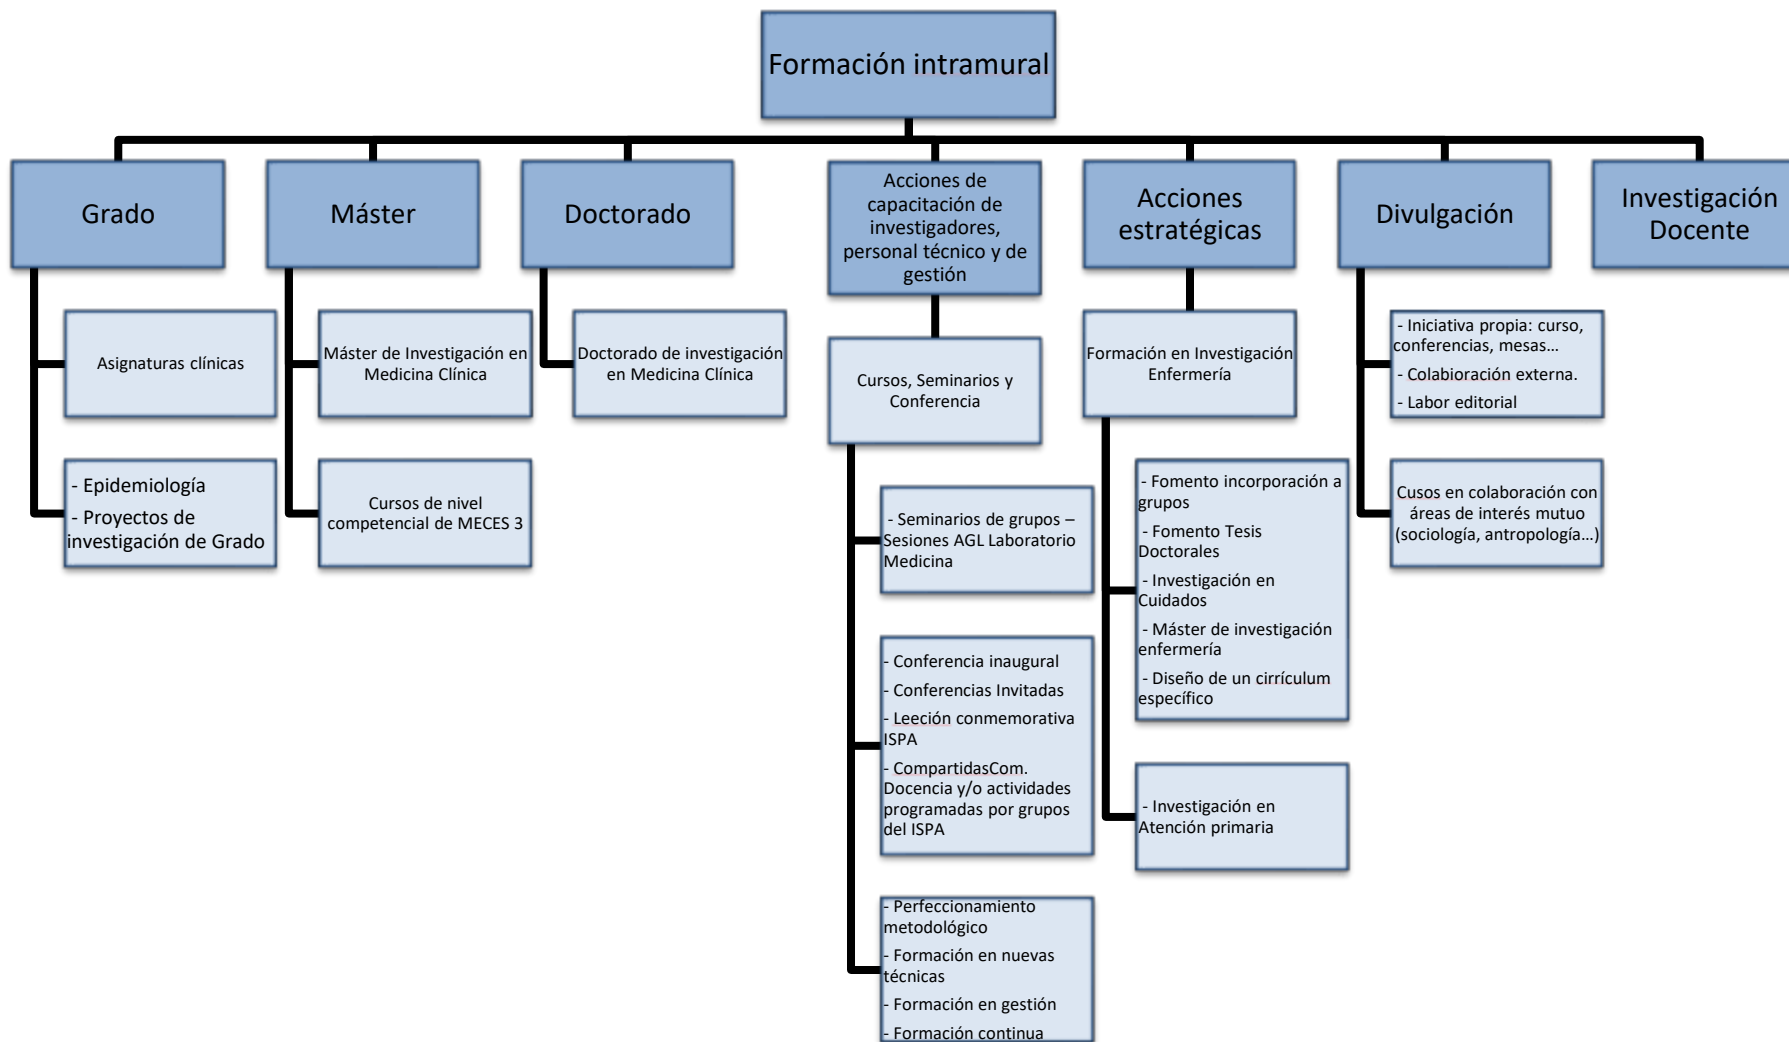 Formación intramural
Grado
Máster
Doctorado
Acciones de
capacitación de
investigadores,
personal técnico y de
gestión
Acciones
estratégicas
Divulgación
Investigación
Docente
Asignaturas clínicas
- Epidemiología
- Proyectos de
investigación de Grado
Máster de Investigación en
Medicina Clínica
Cursos de nivel
competencial de MECES 3
Doctorado de investigación
en Medicina Clínica
Cursos, Seminarios y
Conferencia
- Seminarios de grupos –
Sesiones AGL Laboratorio
Medicina
- Conferencia inaugural
- Conferencias Invitadas
- Leeción conmemorativa
ISPA
- CompartidasCom.
Docencia y/o actividades
programadas por grupos
del ISPA
- Perfeccionamiento
metodológico
- Formación en nuevas
técnicas
- Formación en gestión
- Formación continua
Formación en Investigación
Enfermería
- Fomento incorporación a
grupos
- Fomento Tesis
Doctorales
- Investigación en
Cuidados
- Máster de investigación
enfermería
- Diseño de un cirrículum
específico
- Investigación en
Atención primaria
- Iniciativa propia: curso,
conferencias, mesas...
- Colabioración externa.
- Labor editorial
Cusos en colaboración con
áreas de interés mutuo
(sociología, antropología...)